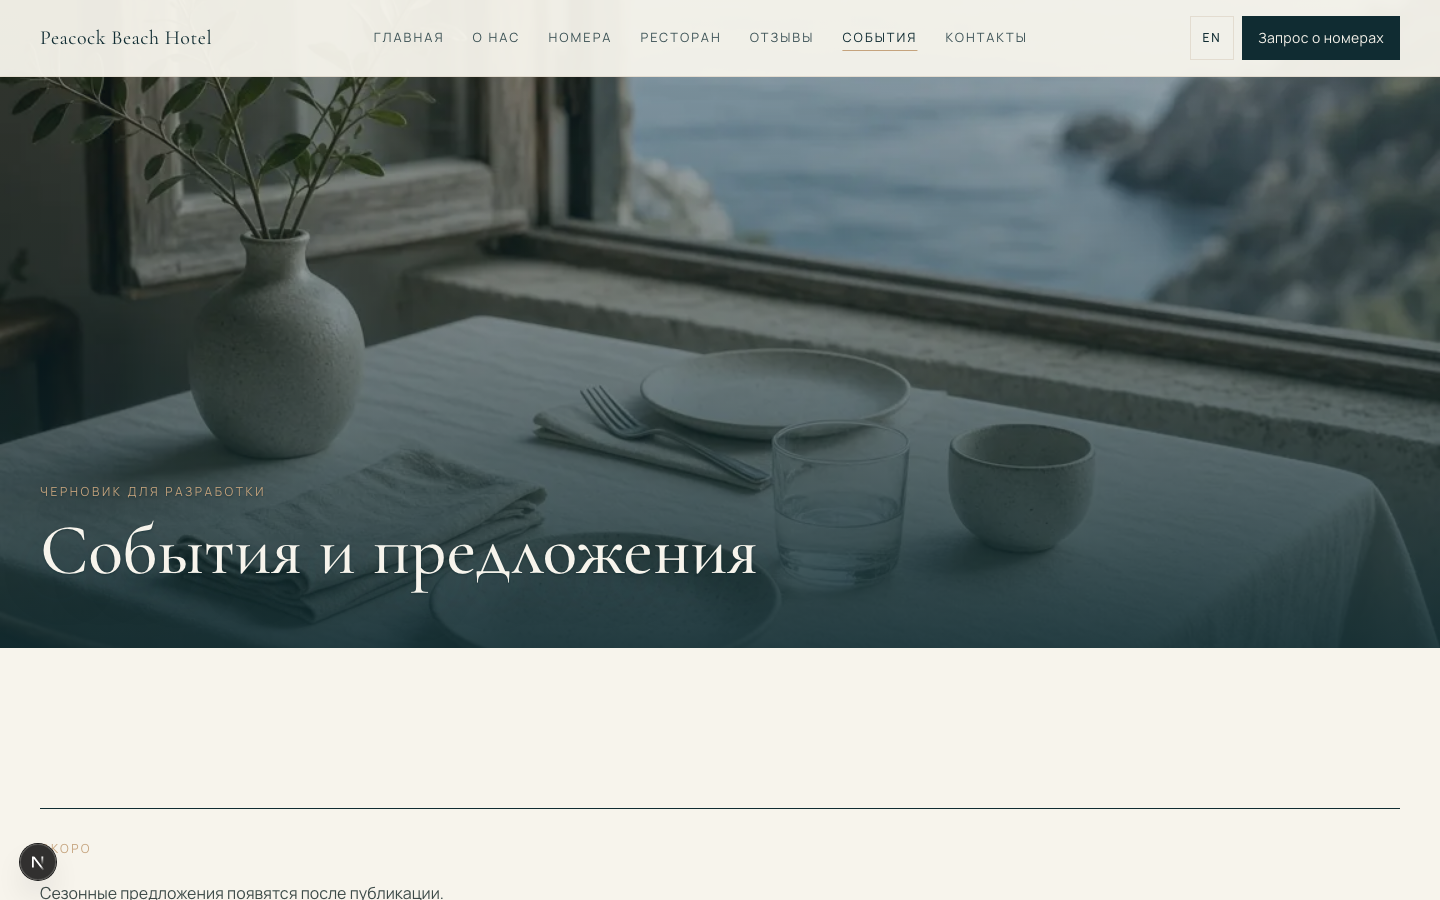 Peacock Beach Hotel
ГЛАВНАЯ
О НАС
НОМЕРА
РЕСТОРАН
ОТЗЫВЫ
СОБЫТИЯ
КОНТАКТЫ
EN
Запрос о номерах
ЧЕРНОВИК ДЛЯ РАЗРАБОТКИ
События и предложения
КОРО
N
Сезонные предложения появятся после публикации.